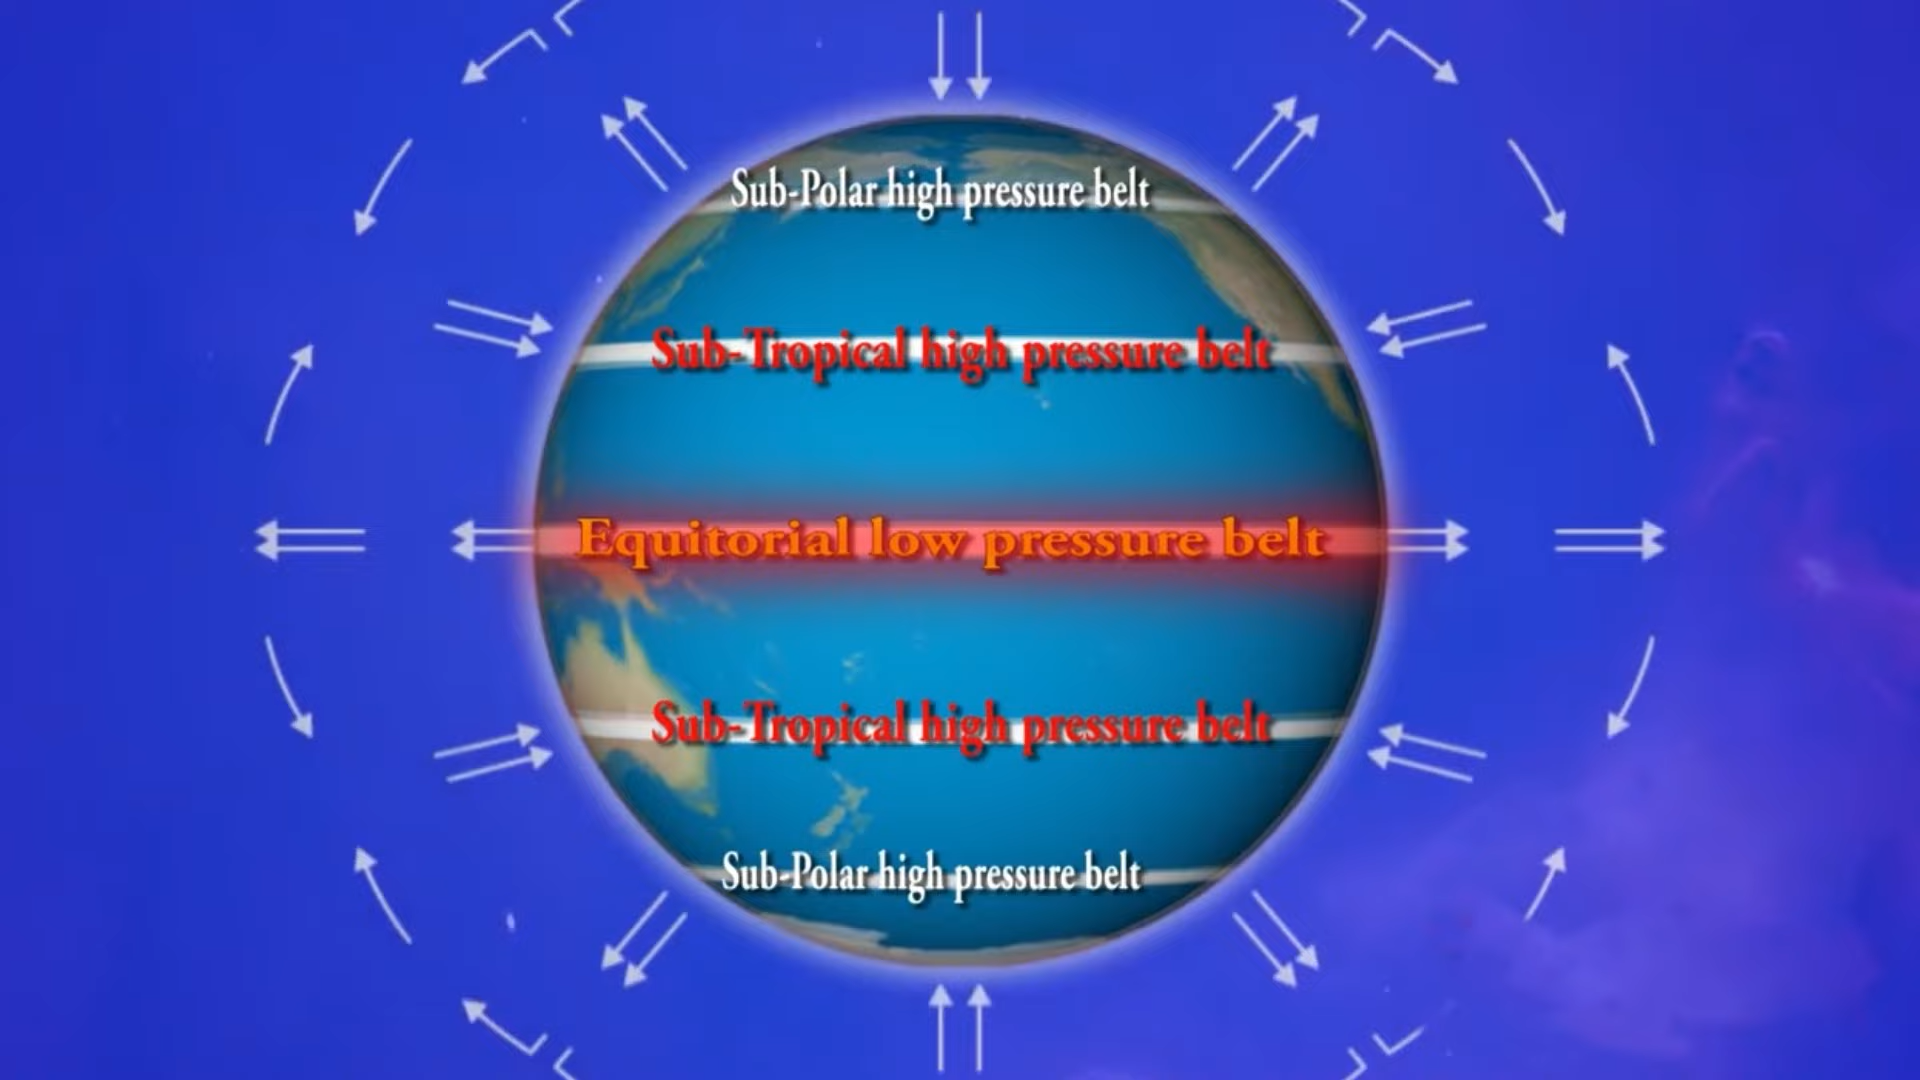 Sub-Polar high pressure belt
Sub-Tropical high pressure belt
Equitorial low pressure belt
Sub-Tropical high pressure belt
Sub-Polar high pressure belt